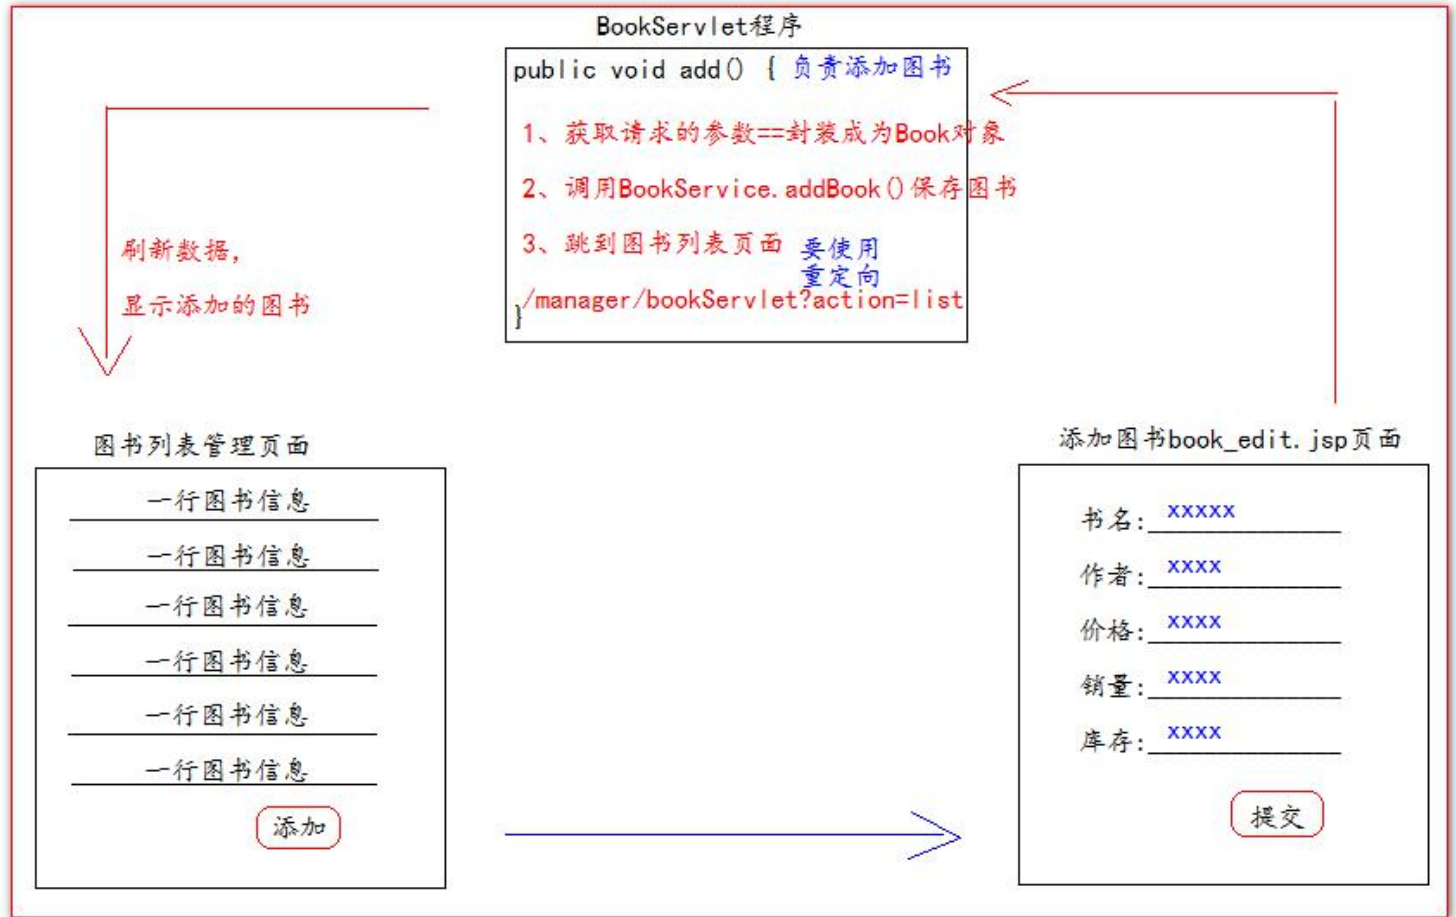 BookServlet程序
public void add() { 负责添加图书
1、获取请求的参数==封装成为Book对象
2、调用BookService.addBook()保存图书
3、跳到图书列表页面 要使用
重定向
/manager/bookServlet?action=list
}
刷新数据,
显示添加的图书
图书列表管理页面
一行图书信息
一行图书信息
一行图书信息
一行图书信息
一行图书信息
一行图书信息
添加
添加图书book_edit.jsp页面
书名: xxxxx
作者: xxxx
价格: xxxx
销量: xxxx
库存: xxxx
提交